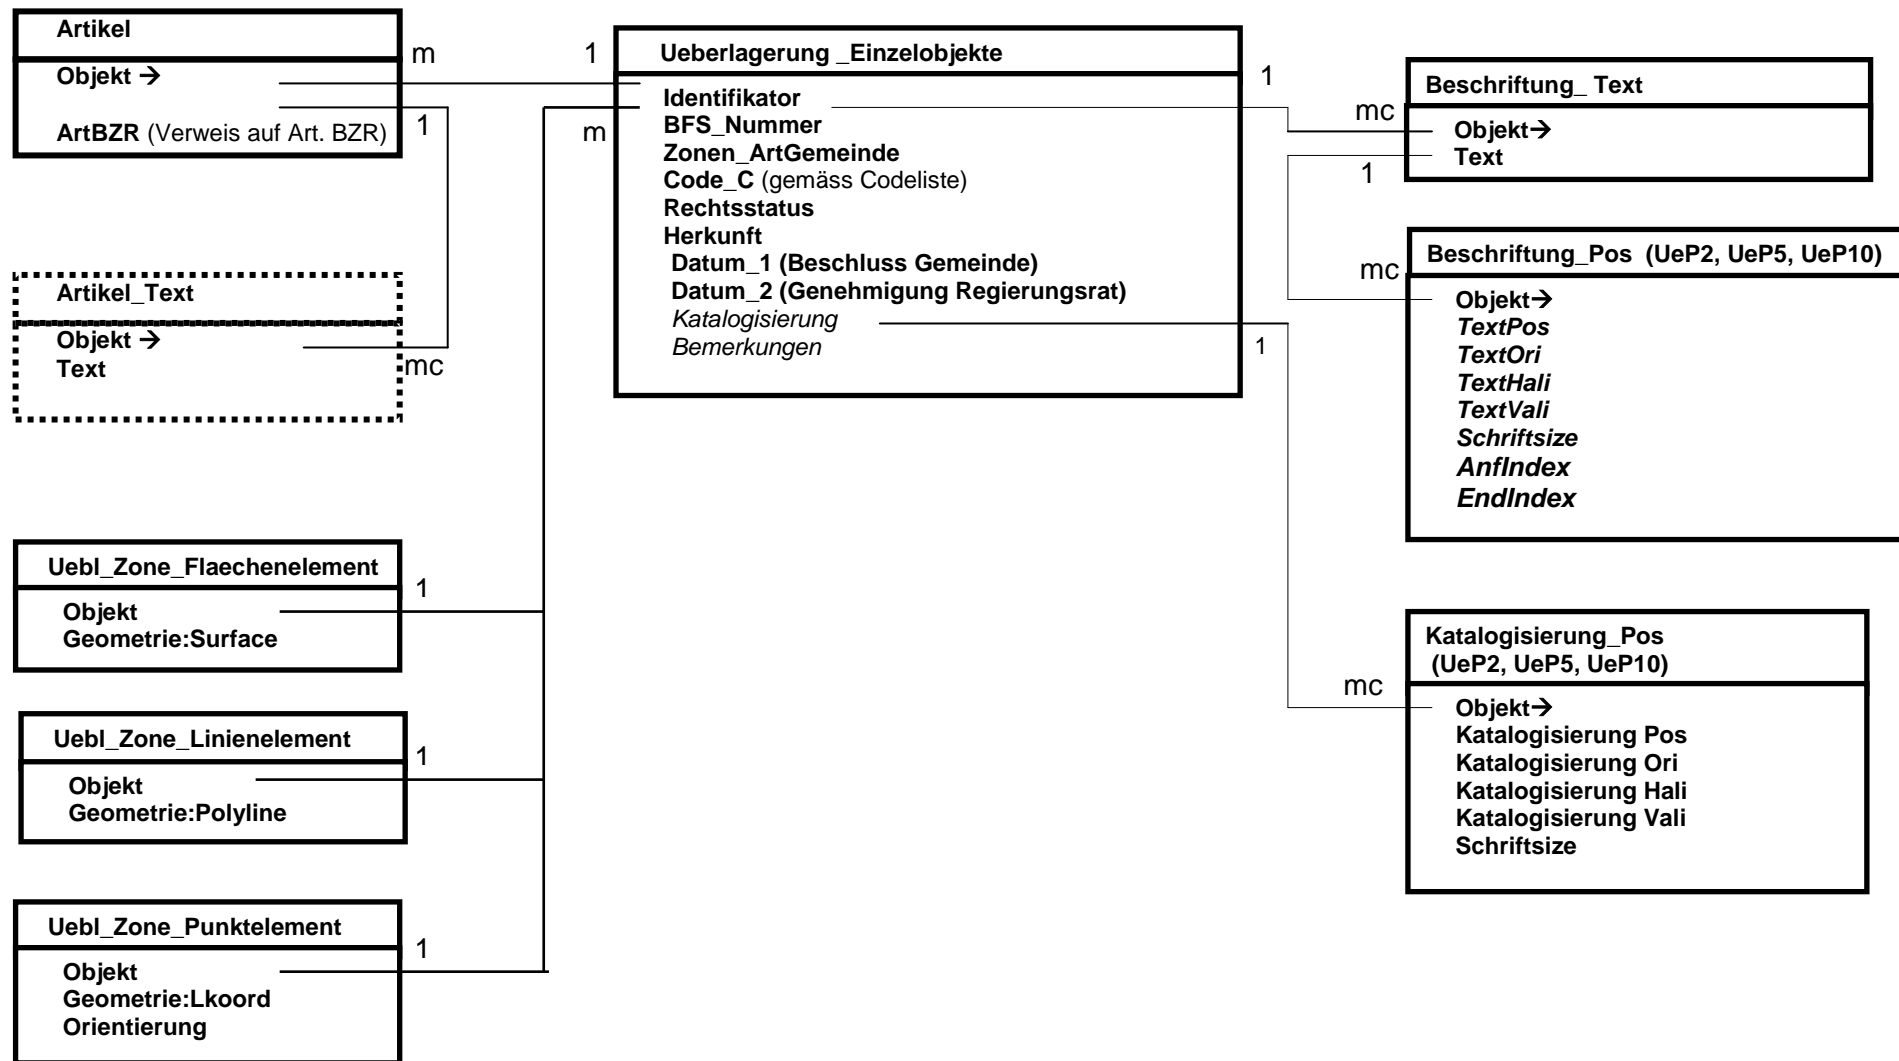 Artikel
Objekt →
ArtBZR (Verweis auf Art. BZR)
m
1
1
Artikel_Text
Objekt →
Text
mc
Uebl_Zone_Flaechenelement
Objekt
Geometrie:Surface
1
Uebl_Zone_Linienelement
Objekt
Geometrie:Polyline
1
Uebl_Zone_Punktelement
Objekt
Geometrie:Lkoord
Orientierung
1
m
Ueberlagerung _Einzelobjekte
Identifikator
BFS_Nummer
Zonen_ArtGemeinde
Code_C (gemäss Codeliste)
Rechtsstatus
Herkunft
Datum_1 (Beschluss Gemeinde)
Datum_2 (Genehmigung Regierungsrat)
Katalogisierung
Bemerkungen
1
1
mc
Beschriftung_ Text
Objekt→
Text
1
mc
Beschriftung_Pos (UeP2, UeP5, UeP10)
Objekt→
TextPos
TextOri
TextHali
TextVali
Schriftsize
AnfIndex
EndIndex
mc
Katalogisierung_Pos
(UeP2, UeP5, UeP10)
Objekt→
Katalogisierung Pos
Katalogisierung Ori
Katalogisierung Hali
Katalogisierung Vali
Schriftsize